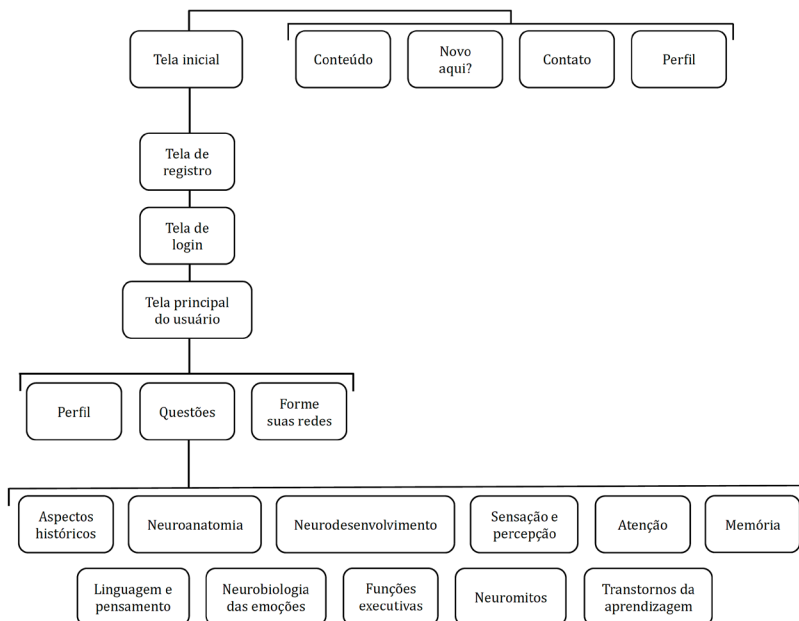 Tela inicial
Conteúdo
Novo
aqui?
Contato
Perfil
Tela de
registro
Tela de
login
Tela principal
do usuário
Perfil
Questões
Forme
suas redes
Aspectos
históricos
Neuroanatomia
Neurodesenvolvimento
Sensação e
percepção
Atenção
Memória
Linguagem e
pensamento
Neurobiologia
das emoções
Funções
executivas
Neuromitos
Transtornos da
aprendizagem